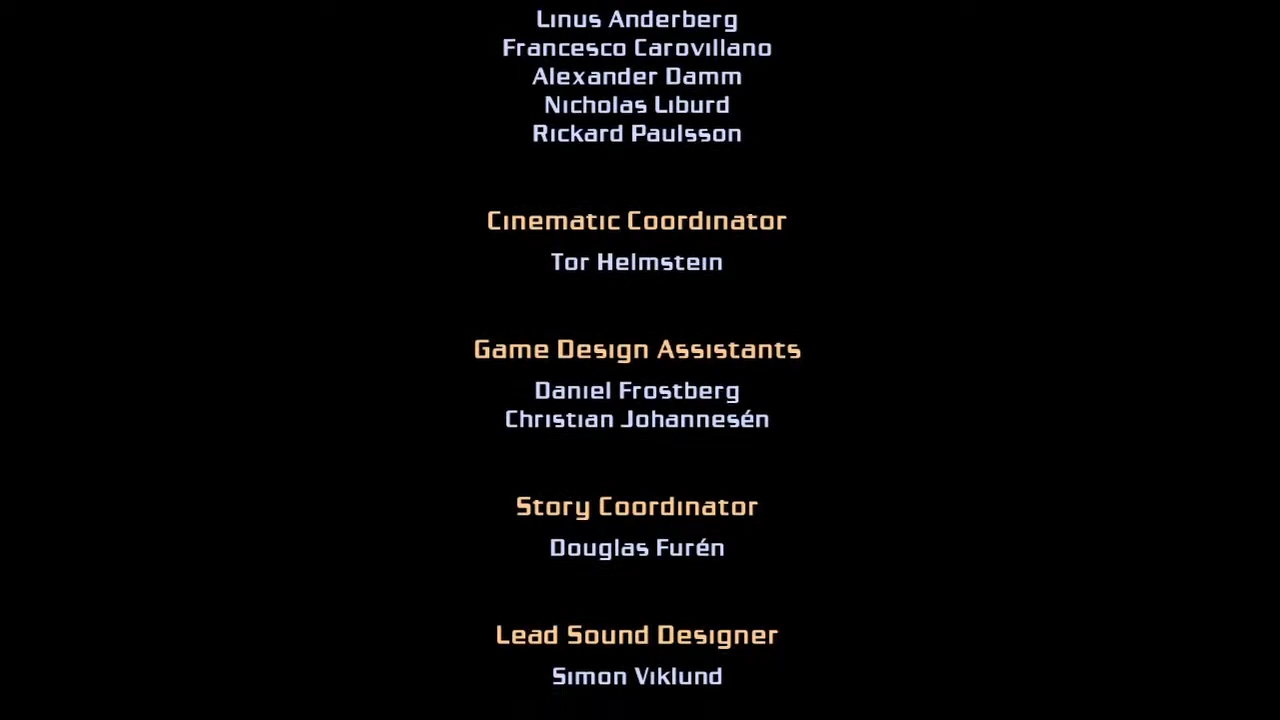 Linus Anderberg
Francesco Carovillano
Alexander Damm
Nicholas Liburd
Rickard Paulsson
Cinematic Coordinator
Tor Helmstein
Game Design Assistants
Daniel Frostberg
Christian Johannesén
Story Coordinator
Douglas Furén
Lead Sound Designer
Simon Viklund